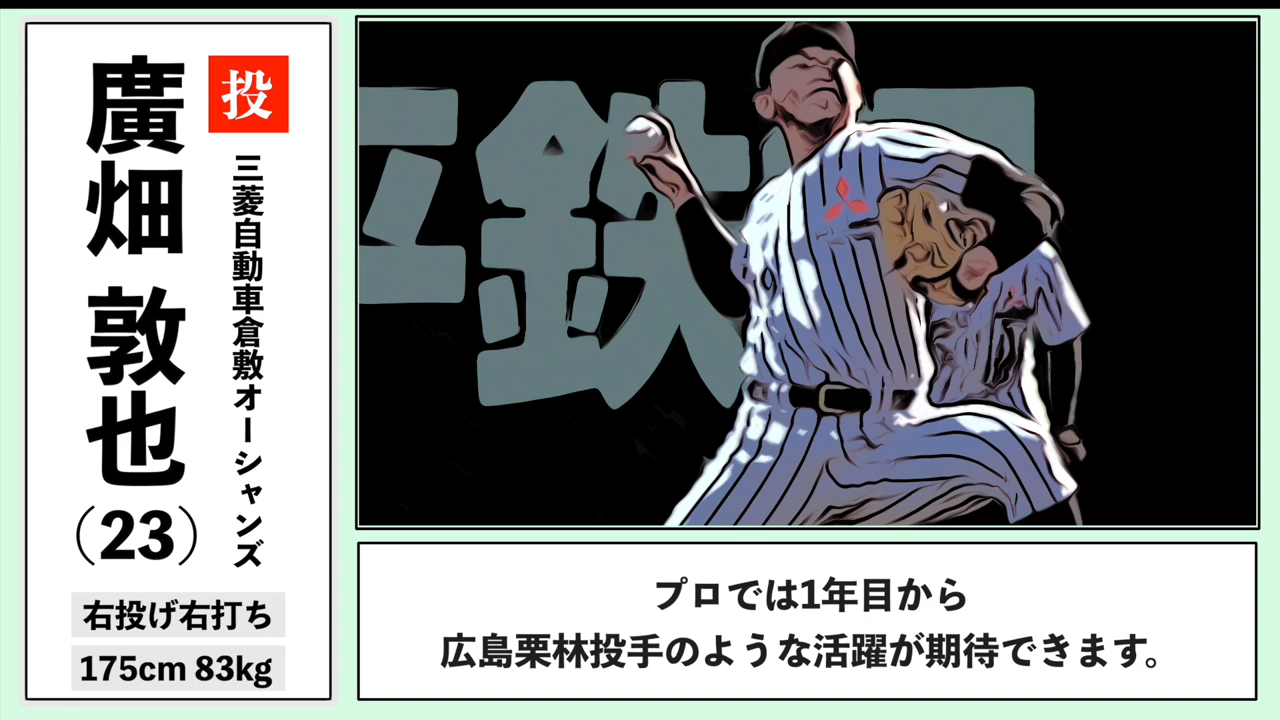 投
三菱自動車倉敷オーシャンズ
廣畑 敦也
（23）
右投げ右打ち
175cm 83kg
鉄
プロでは1年目から
広島栗林投手のような活躍が期待できます。